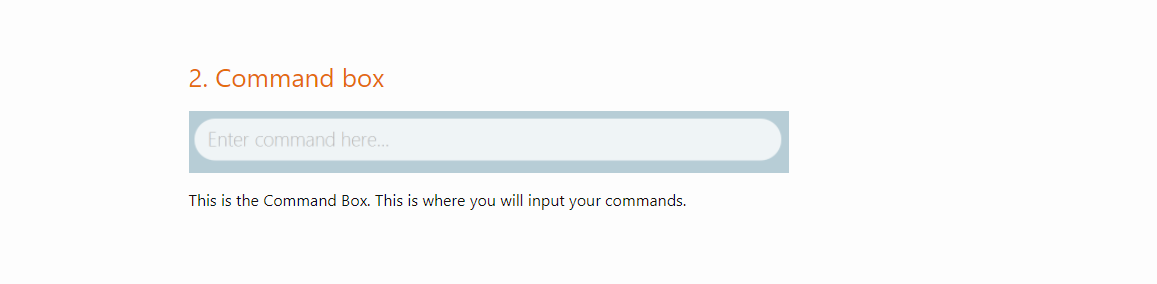 2. Command box
Enter command here...
This is the Command Box. This is where you will input your commands.